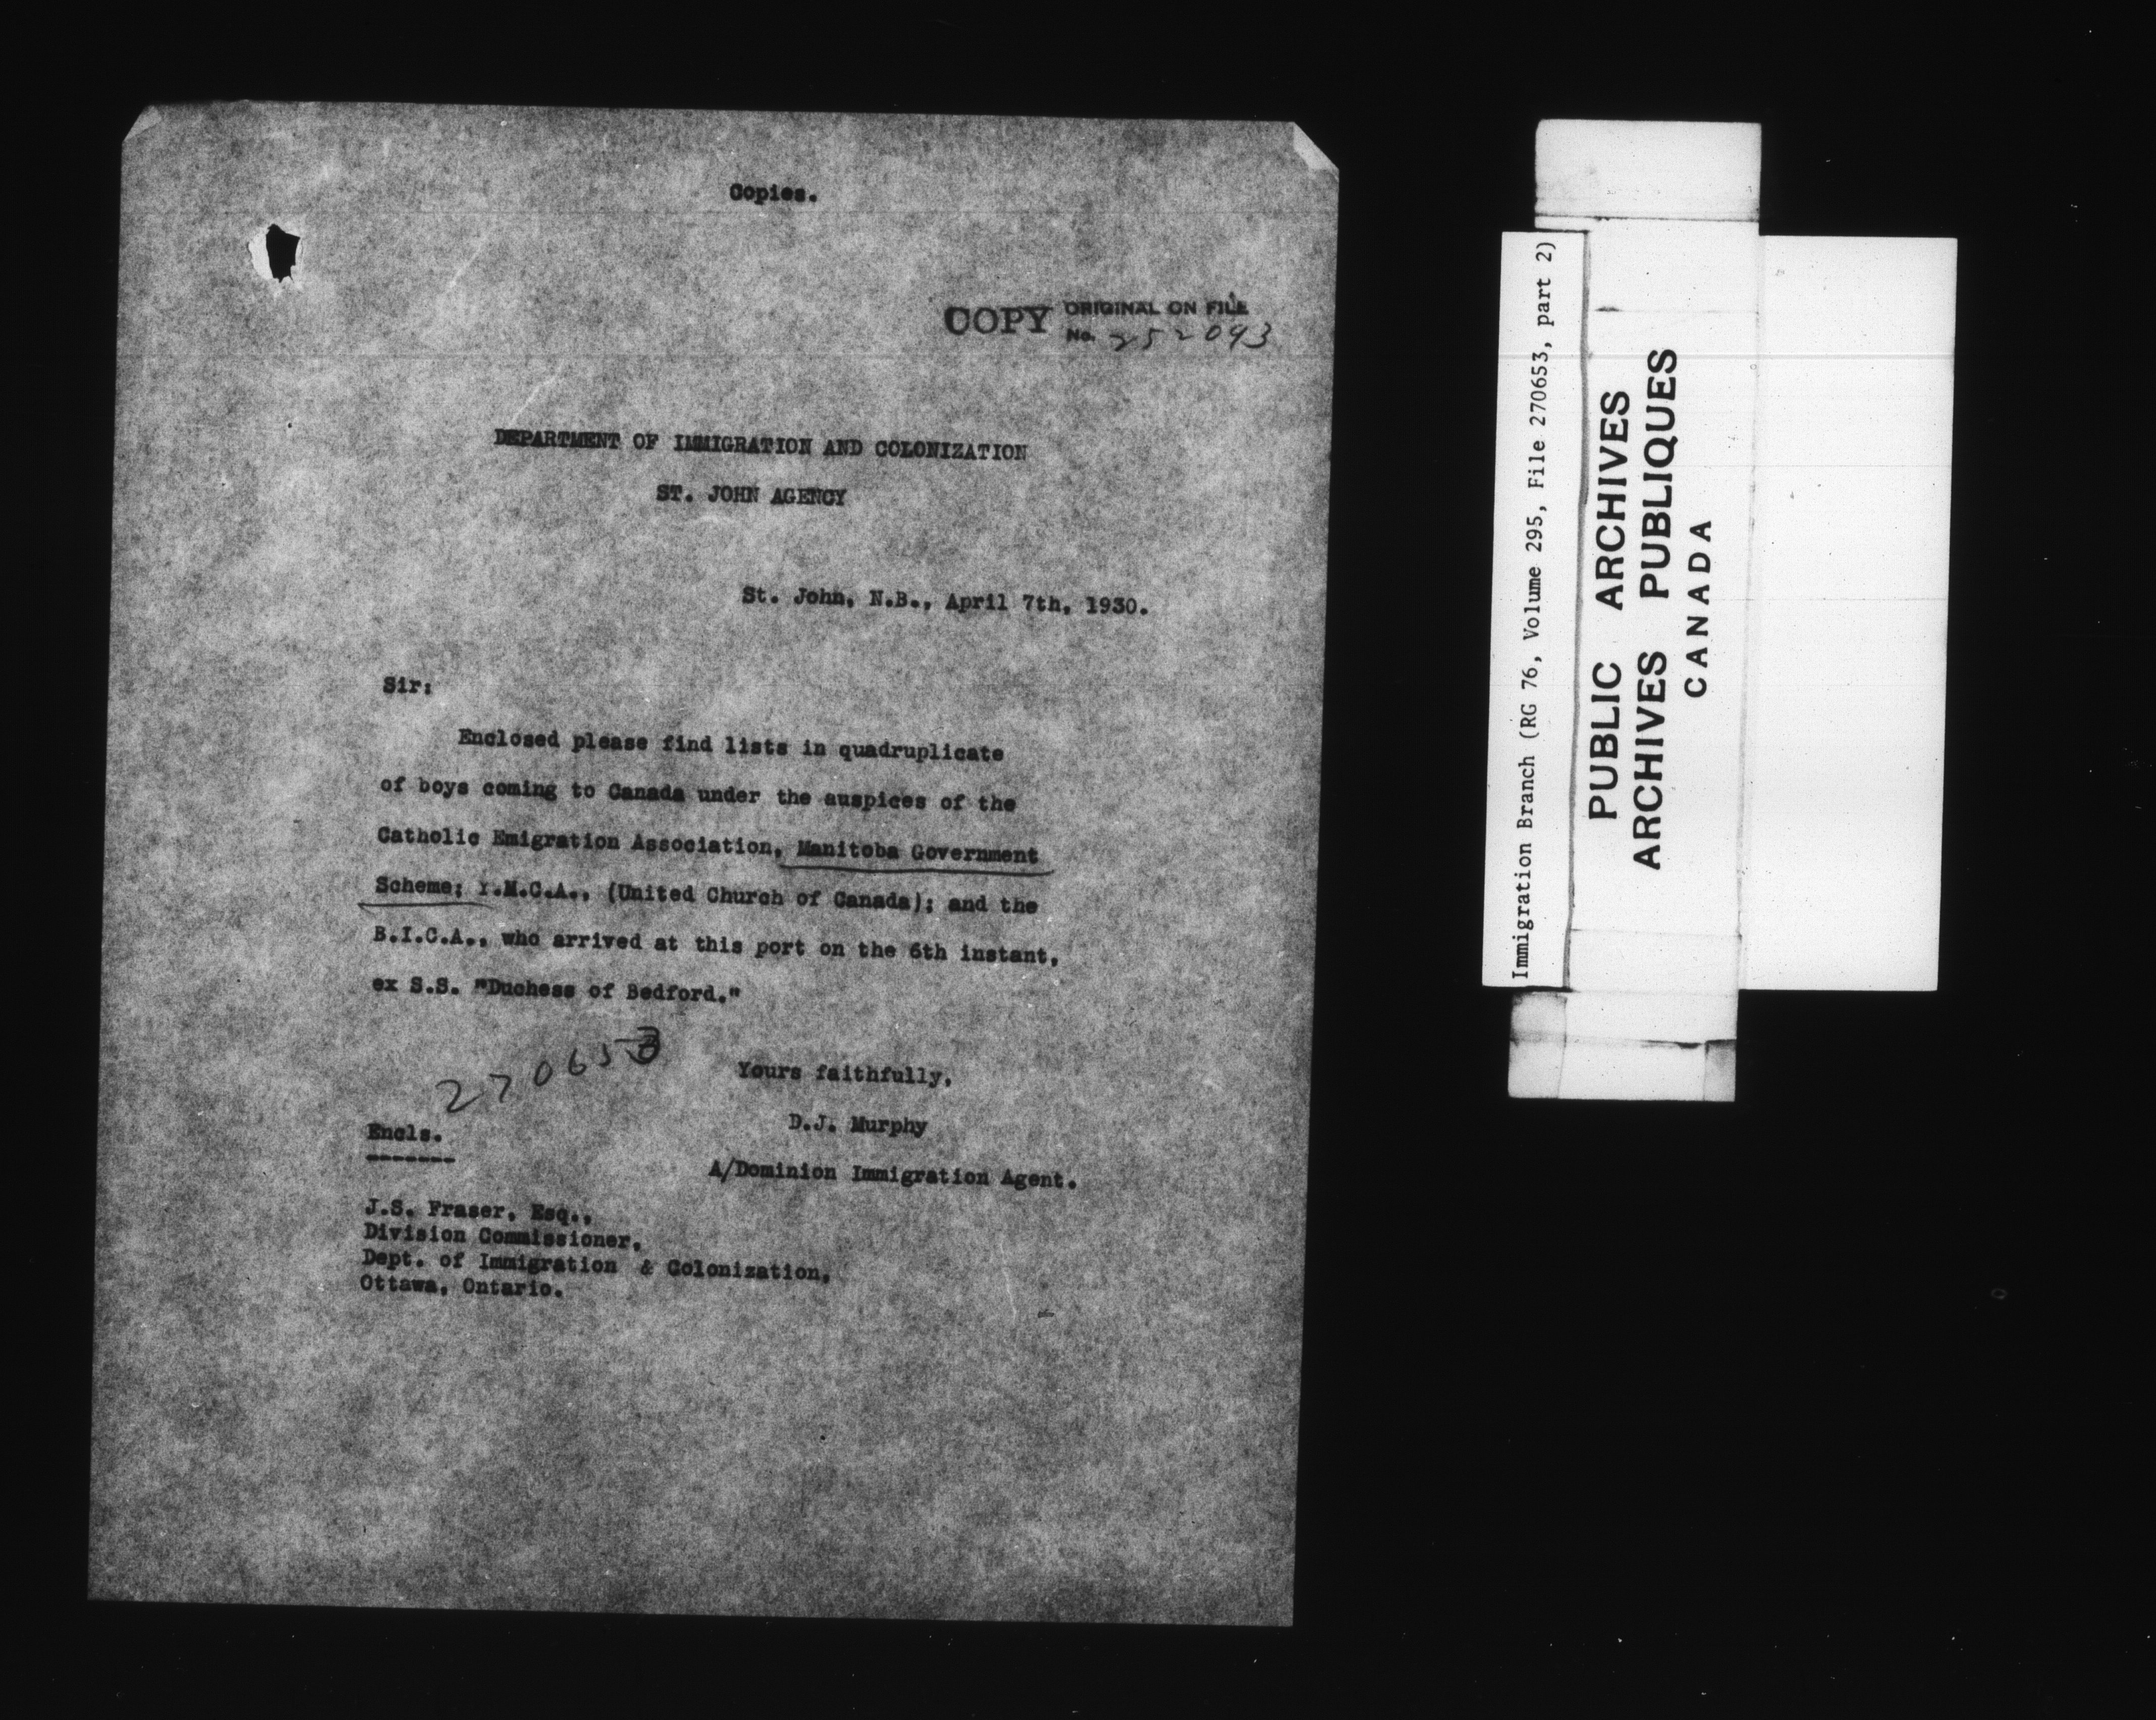 Copies.
COPY ORIGINAL ON FILE
No. 252093
DEPARTMENT OF IMMIGRATION AND COLONIZATION
ST. JOHN AGENCY
St. John, N.B., April 7th, 1930.
Sir:
Enclosed please find lists in quadruplicate
of boys coming to Canada under the auspices of the
Catholic Emigration Association, Manitoba Government
Scheme; Y.M.C.A., (United Church of Canada); and the
B.I.C.A., who arrived at this port on the 6th instant,
ex S.S. "Duchess of Bedford."
270653
Yours faithfully,
D.J. Murphy
A/Dominion Immigration Agent.
Encls.
-------
J.S. Fraser, Esq.,
Division Commissioner,
Dept. of Immigration & Colonization,
Ottawa, Ontario.
Immigration Branch (RG 76, Volume 295, File 270653, part 2)
PUBLIC ARCHIVES
ARCHIVES PUBLIQUES
CANADA